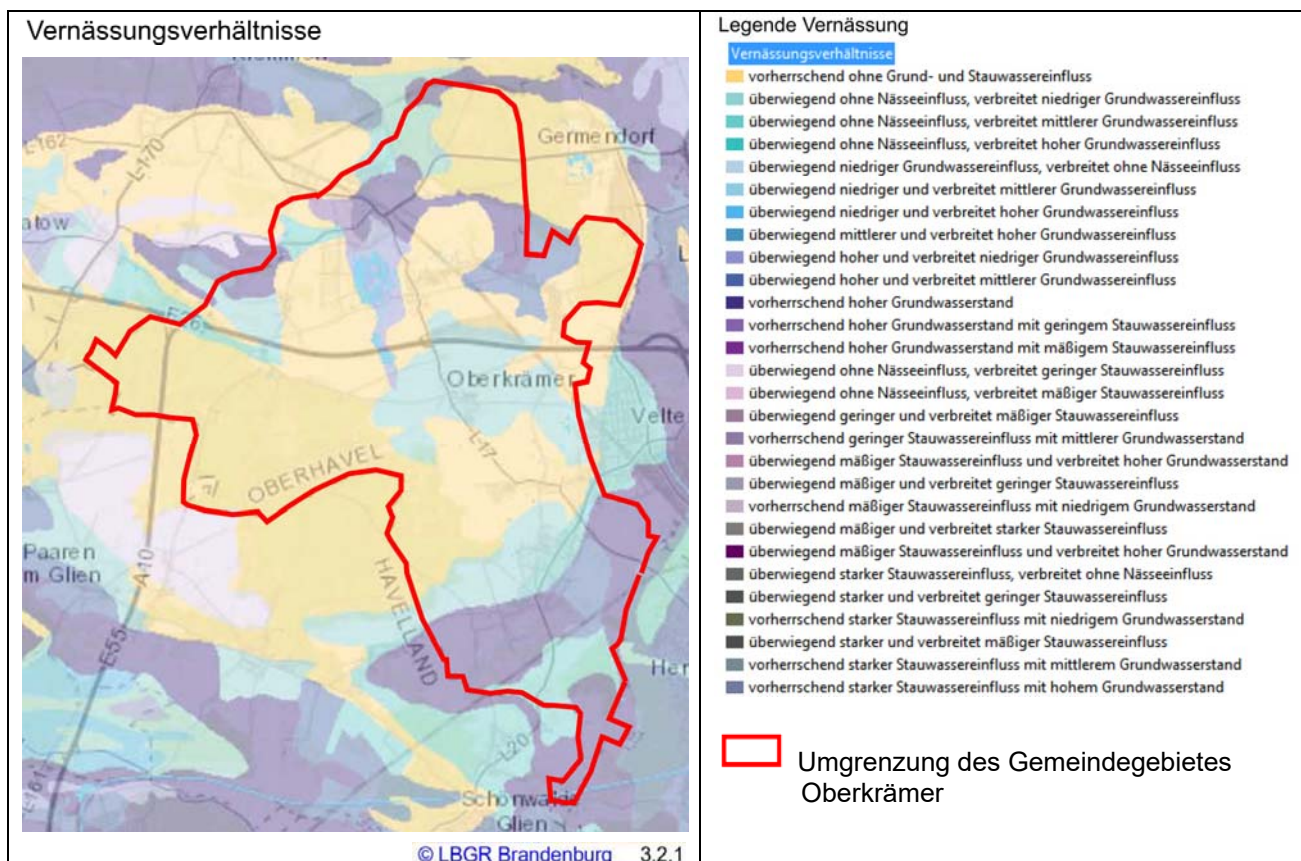 Vernässungsverhältnisse
L-162
L-1-70
Germendorf
E26
Oberkrämer
Velte
L-17
OBERHAVEL
HAVELLAND
Paaren
m Glien
A-10
E55
Her
L-20
L-161
Schönwalde
Glien
© LBGR Brandenburg 3.2.1
Legende Vernässung
Vernässungsverhältnisse
vorherrschend ohne Grund- und Stauwassereinfluss
überwiegend ohne Nässeeinfluss, verbreitet niedriger Grundwassereinfluss
überwiegend ohne Nässeeinfluss, verbreitet mittlerer Grundwassereinfluss
überwiegend ohne Nässeeinfluss, verbreitet hoher Grundwassereinfluss
überwiegend niedriger Grundwassereinfluss, verbreitet ohne Nässeeinfluss
überwiegend niedriger und verbreitet mittlerer Grundwassereinfluss
überwiegend niedriger und verbreitet hoher Grundwassereinfluss
überwiegend mittlerer und verbreitet hoher Grundwassereinfluss
überwiegend hoher und verbreitet niedriger Grundwassereinfluss
überwiegend hoher und verbreitet mittlerer Grundwassereinfluss
vorherrschend hoher Grundwasserstand
vorherrschend hoher Grundwasserstand mit geringem Stauwassereinfluss
vorherrschend hoher Grundwasserstand mit mäßigem Stauwassereinfluss
überwiegend ohne Nässeeinfluss, verbreitet geringer Stauwassereinfluss
überwiegend ohne Nässeeinfluss, verbreitet mäßiger Stauwassereinfluss
überwiegend geringer und verbreitet mäßiger Stauwassereinfluss
vorherrschend geringer Stauwassereinfluss mit mittlerer Grundwasserstand
überwiegend mäßiger Stauwassereinfluss und verbreitet hoher Grundwasserstand
überwiegend mäßiger und verbreitet geringer Stauwassereinfluss
vorherrschend mäßiger Stauwassereinfluss mit niedrigem Grundwasserstand
überwiegend mäßiger und verbreitet starker Stauwassereinfluss
überwiegend mäßiger Stauwassereinfluss und verbreitet hoher Grundwasserstand
überwiegend starker Stauwassereinfluss, verbreitet ohne Nässeeinfluss
überwiegend starker und verbreitet geringer Stauwassereinfluss
vorherrschend starker Stauwassereinfluss mit niedrigem Grundwasserstand
überwiegend starker und verbreitet mäßiger Stauwassereinfluss
vorherrschend starker Stauwassereinfluss mit mittlerem Grundwasserstand
vorherrschend starker Stauwassereinfluss mit hohem Grundwasserstand
Umgrenzung des Gemeindegebietes
Oberkrämer